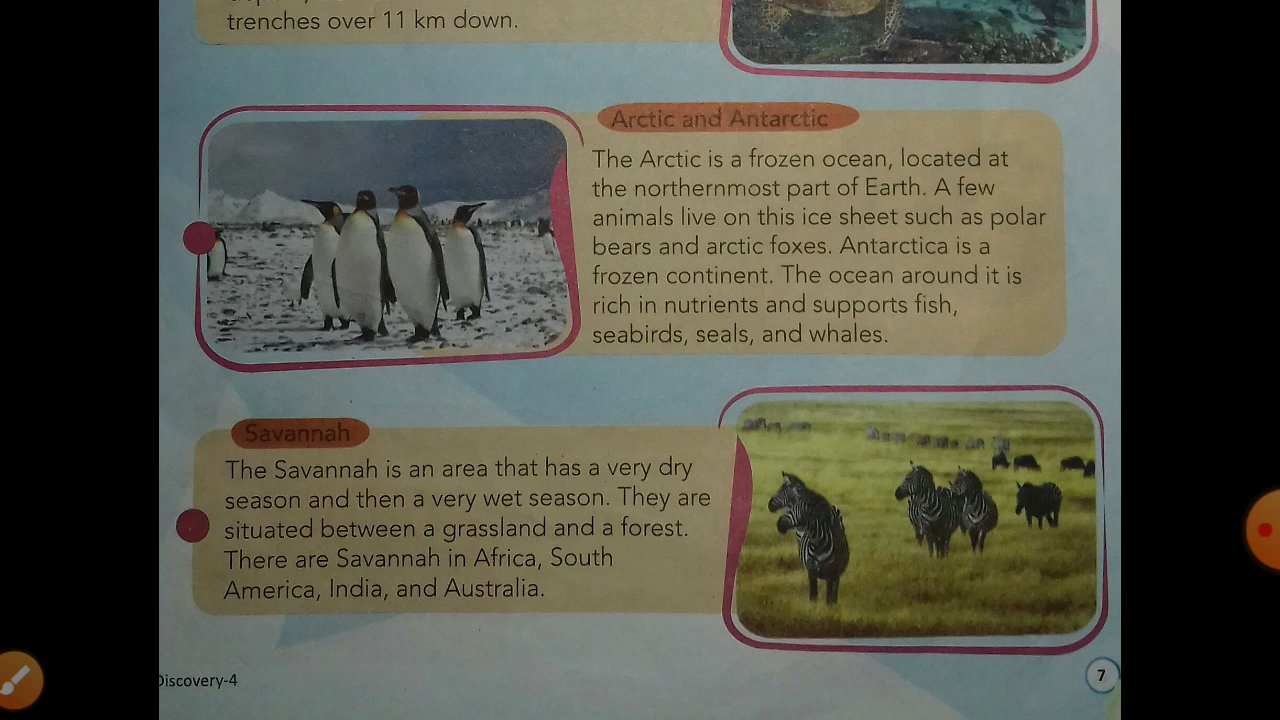 trenches over 11 km down.
Arctic and Antarctic
The Arctic is a frozen ocean, located at
the northernmost part of Earth. A few
animals live on this ice sheet such as polar
bears and arctic foxes. Antarctica is a
frozen continent. The ocean around it is
rich in nutrients and supports fish,
seabirds, seals, and whales.
Savannah
The Savannah is an area that has a very dry
season and then a very wet season. They are
situated between a grassland and a forest.
There are Savannah in Africa, South
America, India, and Australia.
Discovery-4
7